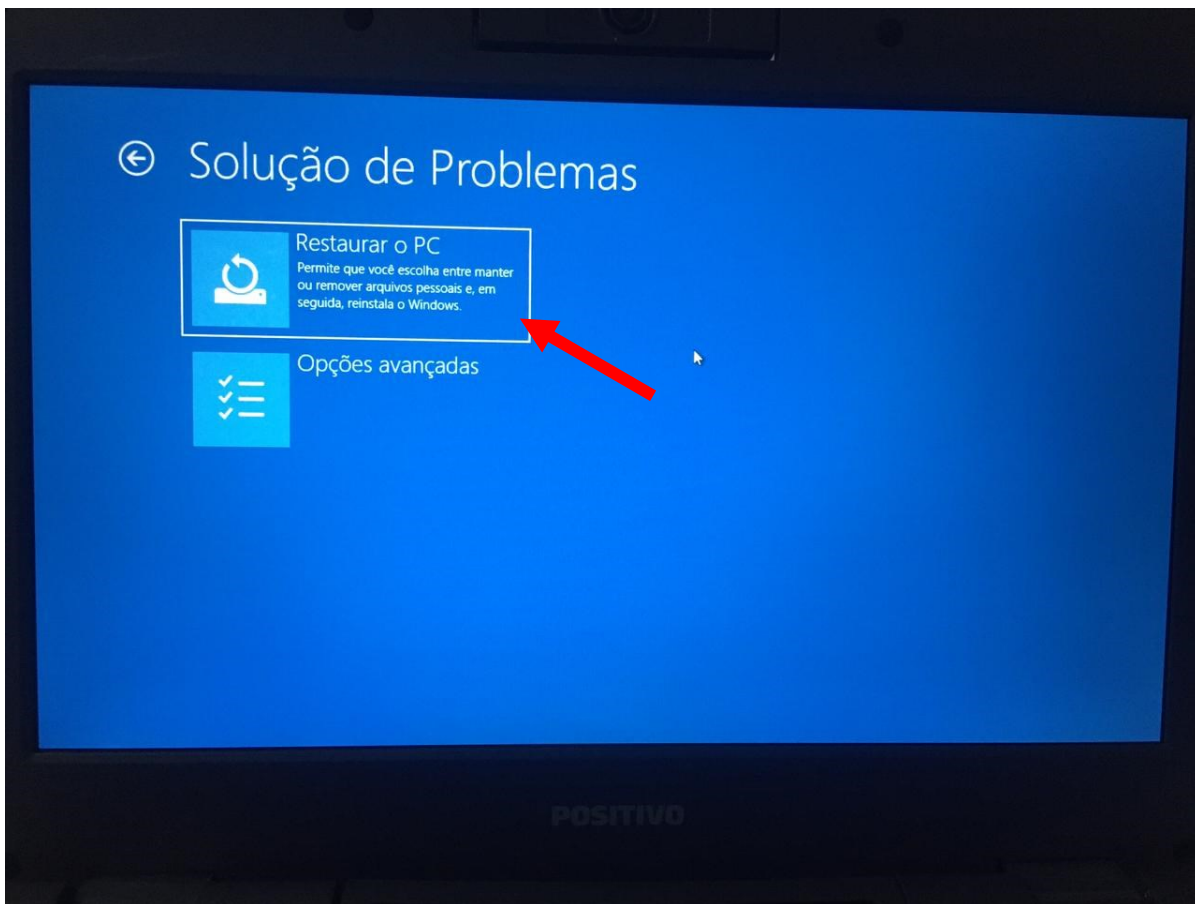 Solução de Problemas
Restaurar o PC
Permite que você escolha entre manter
ou remover arquivos pessoais e, em
seguida, reinstala o Windows.
Opções avançadas
POSITIVO